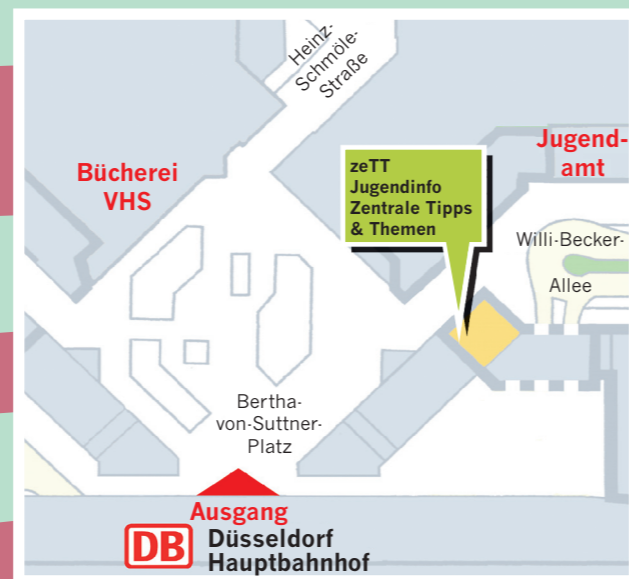 Heinz-
Schmöle-
Straße
Bücherei
VHS
zeTT
Jugendinfo
Zentrale Tipps
& Themen
Jugend-
amt
Willi-Becker-
Allee
Bertha-
von-Suttner-
Platz
Ausgang
DB Düsseldorf
Hauptbahnhof